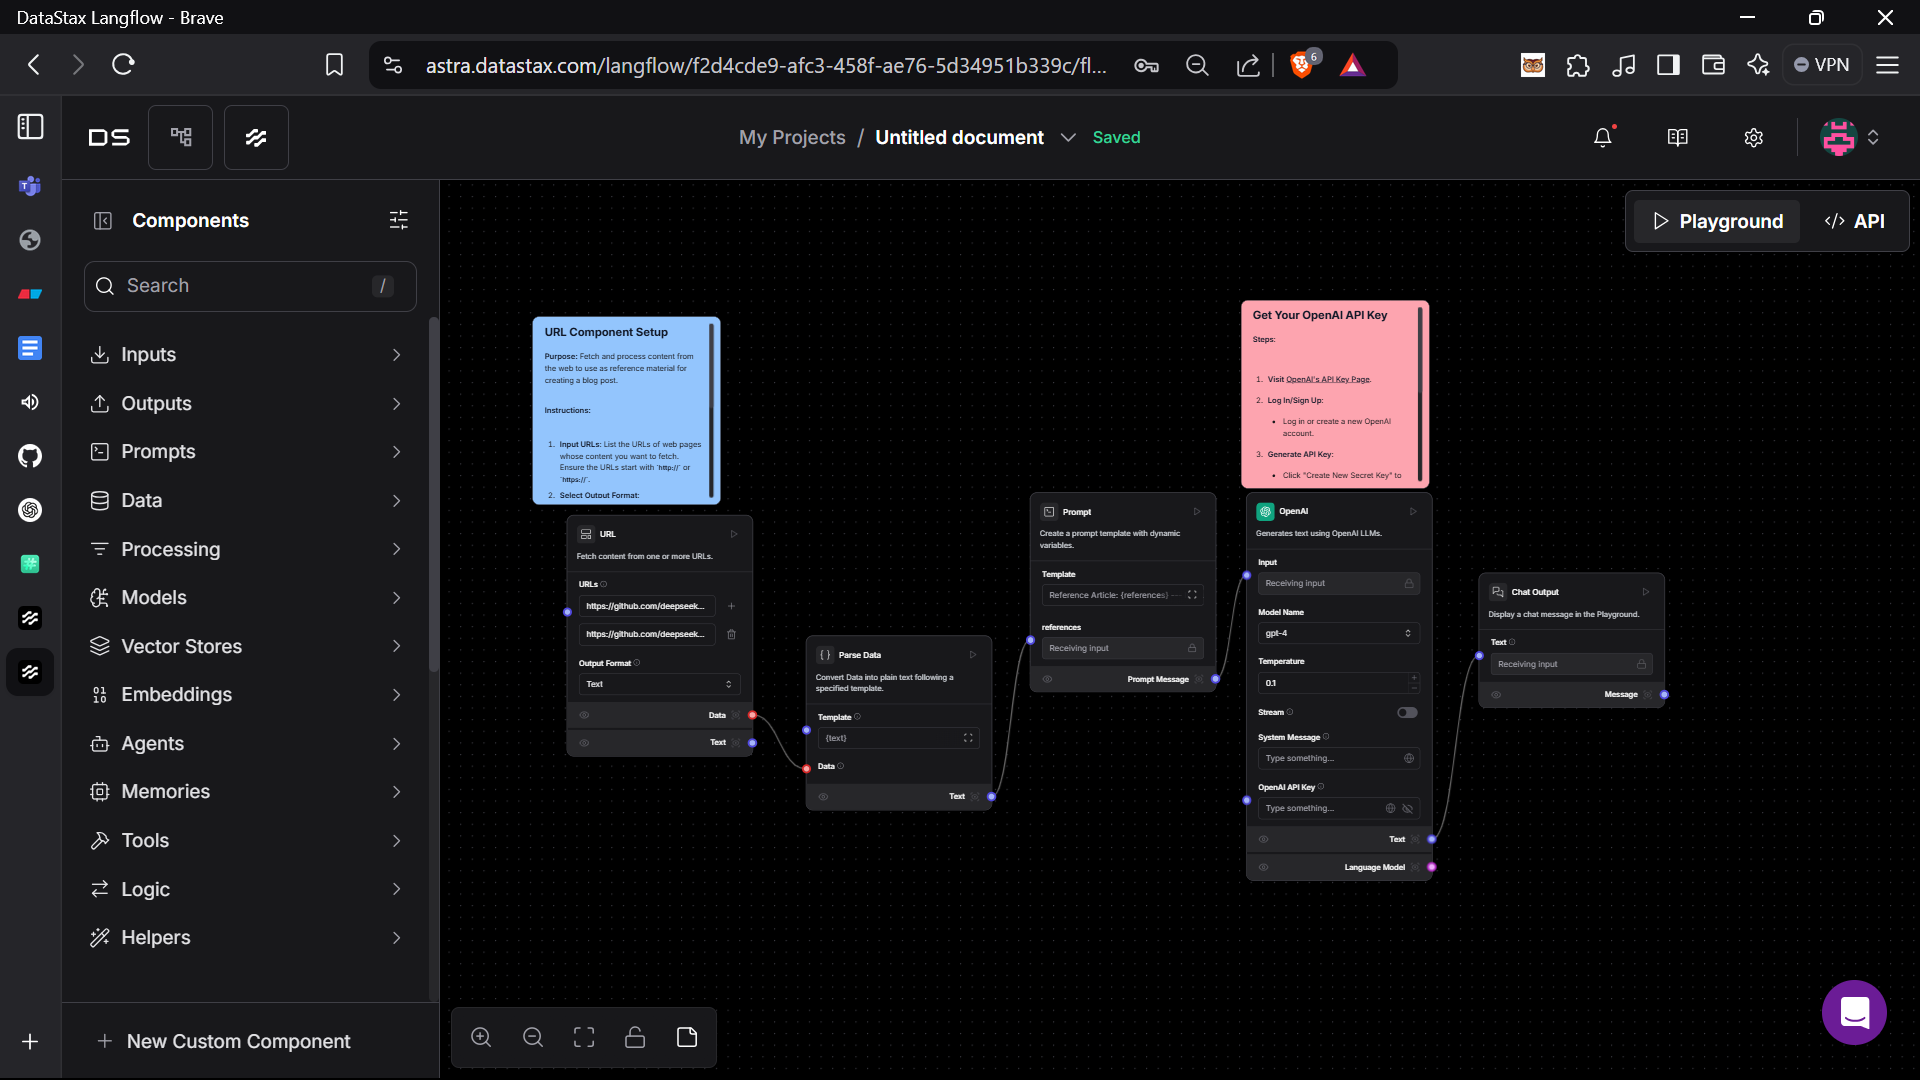 DataStax Langflow - Brave
astra.datastax.com/langflow/f2d4cde9-afc3-458f-ae76-5d34951b339c/fl...
6
VPN
DS
My Projects / Untitled document
Saved
Components
Search
/
Inputs
Outputs
Prompts
Data
Processing
Models
Vector Stores
Embeddings
Agents
Memories
Tools
Logic
Helpers
New Custom Component
Playground
</> API
URL Component Setup
Purpose: Fetch and process content from
the web to use as reference material for
creating a blog post.
Instructions:
1. Input URLs: List the URLs of web pages
whose content you want to fetch.
Ensure the URLs start with `http://` or
`https://`.
2. Select Output Format:
URL
Fetch content from one or more URLs.
URLs
https://github.com/deepseek...
https://github.com/deepseek...
Output Format
Text
Data
Text
Parse Data
Convert Data into plain text following a
specified template.
Template
{text}
Data
Text
Prompt
Create a prompt template with dynamic
variables.
Template
Reference Article: {references}
references
Receiving input
Prompt Message
Get Your OpenAI API Key
Steps:
1. Visit OpenAI's API Key Page.
2. Log In/Sign Up:
• Log in or create a new OpenAI
account.
3. Generate API Key:
• Click "Create New Secret Key" to
OpenAI
Generates text using OpenAI LLMs.
Input
Receiving input
Model Name
gpt-4
Temperature
0.1
Stream
System Message
Type something...
OpenAI API Key
Type something...
Text
Language Model
Chat Output
Display a chat message in the Playground.
Text
Receiving input
Message